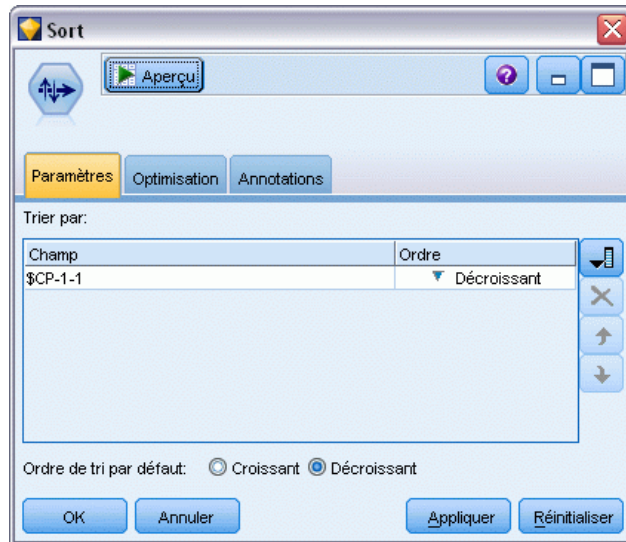 Sort
Aperçu
Paramètres Optimisation Annotations
Trier par:
Champ Ordre
$CP-1-1 Décroissant
Ordre de tri par défaut: Croissant Décroissant
OK Annuler Appliquer Réinitialiser